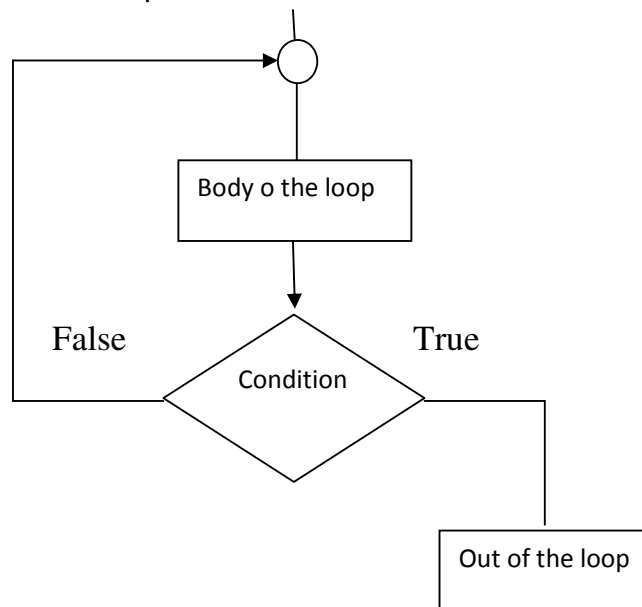 Body o the loop
False
True
Condition
Out of the loop